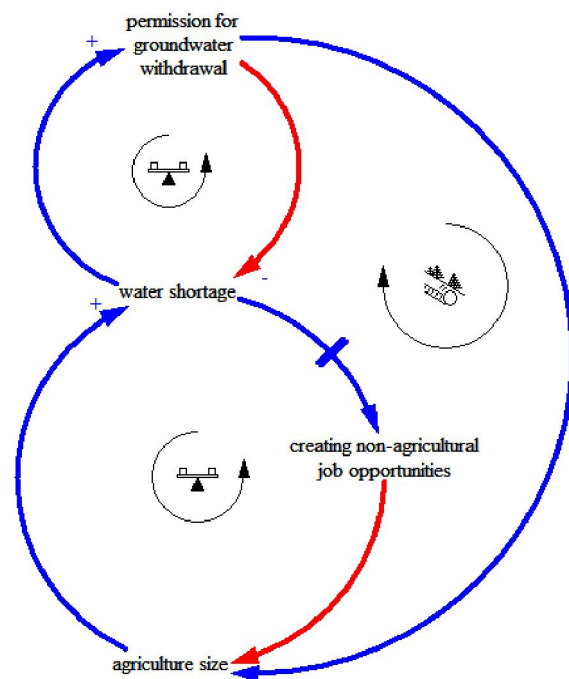 permission for
groundwater
withdrawal
+
water shortage
-
+
creating non-agricultural
job opportunities
agriculture size